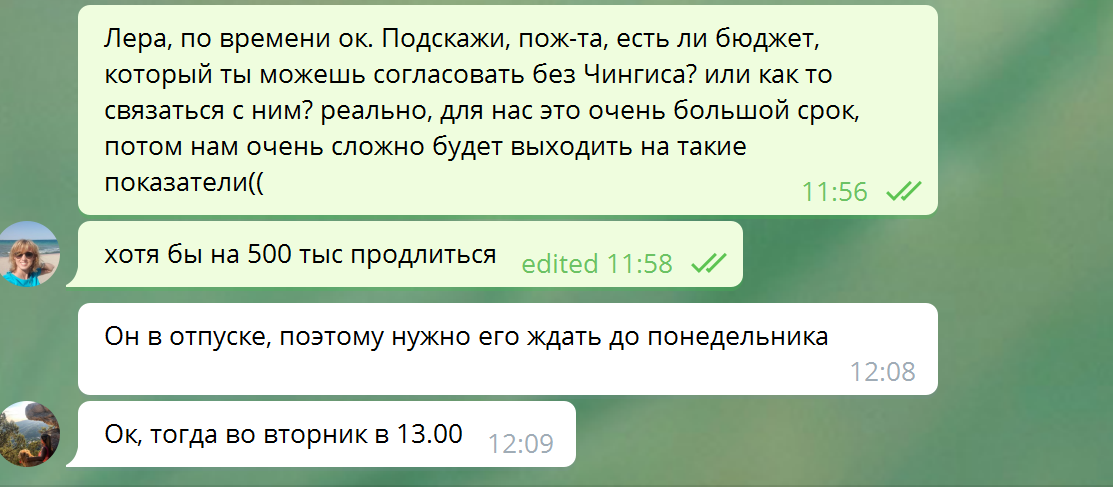 Лера, по времени ок. Подскажи, пож-та, есть ли бюджет,
который ты можешь согласовать без Чингиса? или как то
связаться с ним? реально, для нас это очень большой срок,
потом нам очень сложно будет выходить на такие
показатели((
11:56
хотя бы на 500 тыс продлиться edited 11:58
Он в отпуске, поэтому нужно его ждать до понедельника
12:08
Ок, тогда во вторник в 13.00 12:09